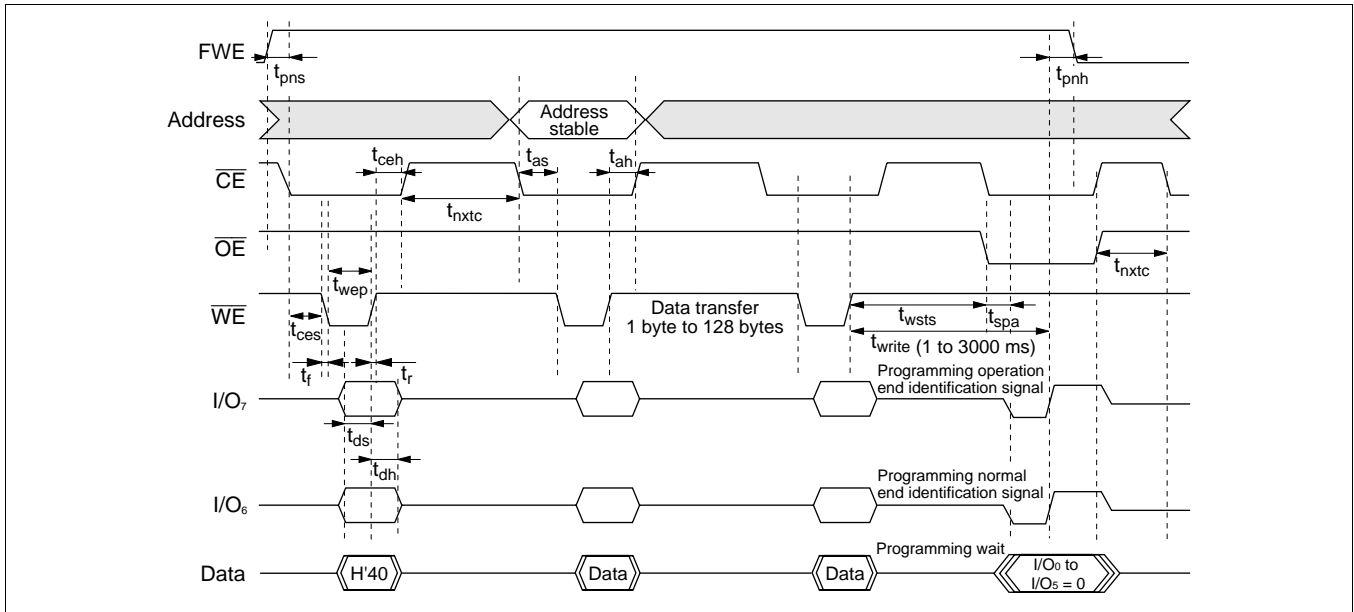 FWE
tpns
tpnh
Address
Address
stable
tceh
tas
tah
CE
tnxtc
OE
tnxtc
twep
WE
Data transfer
1 byte to 128 bytes
tces
twsts
tspa
twrite (1 to 3000 ms)
tf
tr
Programming operation
end identification signal
I/O7
tds
tdh
Programming normal
end identification signal
I/O6
Programming wait
Data
H'40
Data
Data
I/O0 to
I/O5 = 0